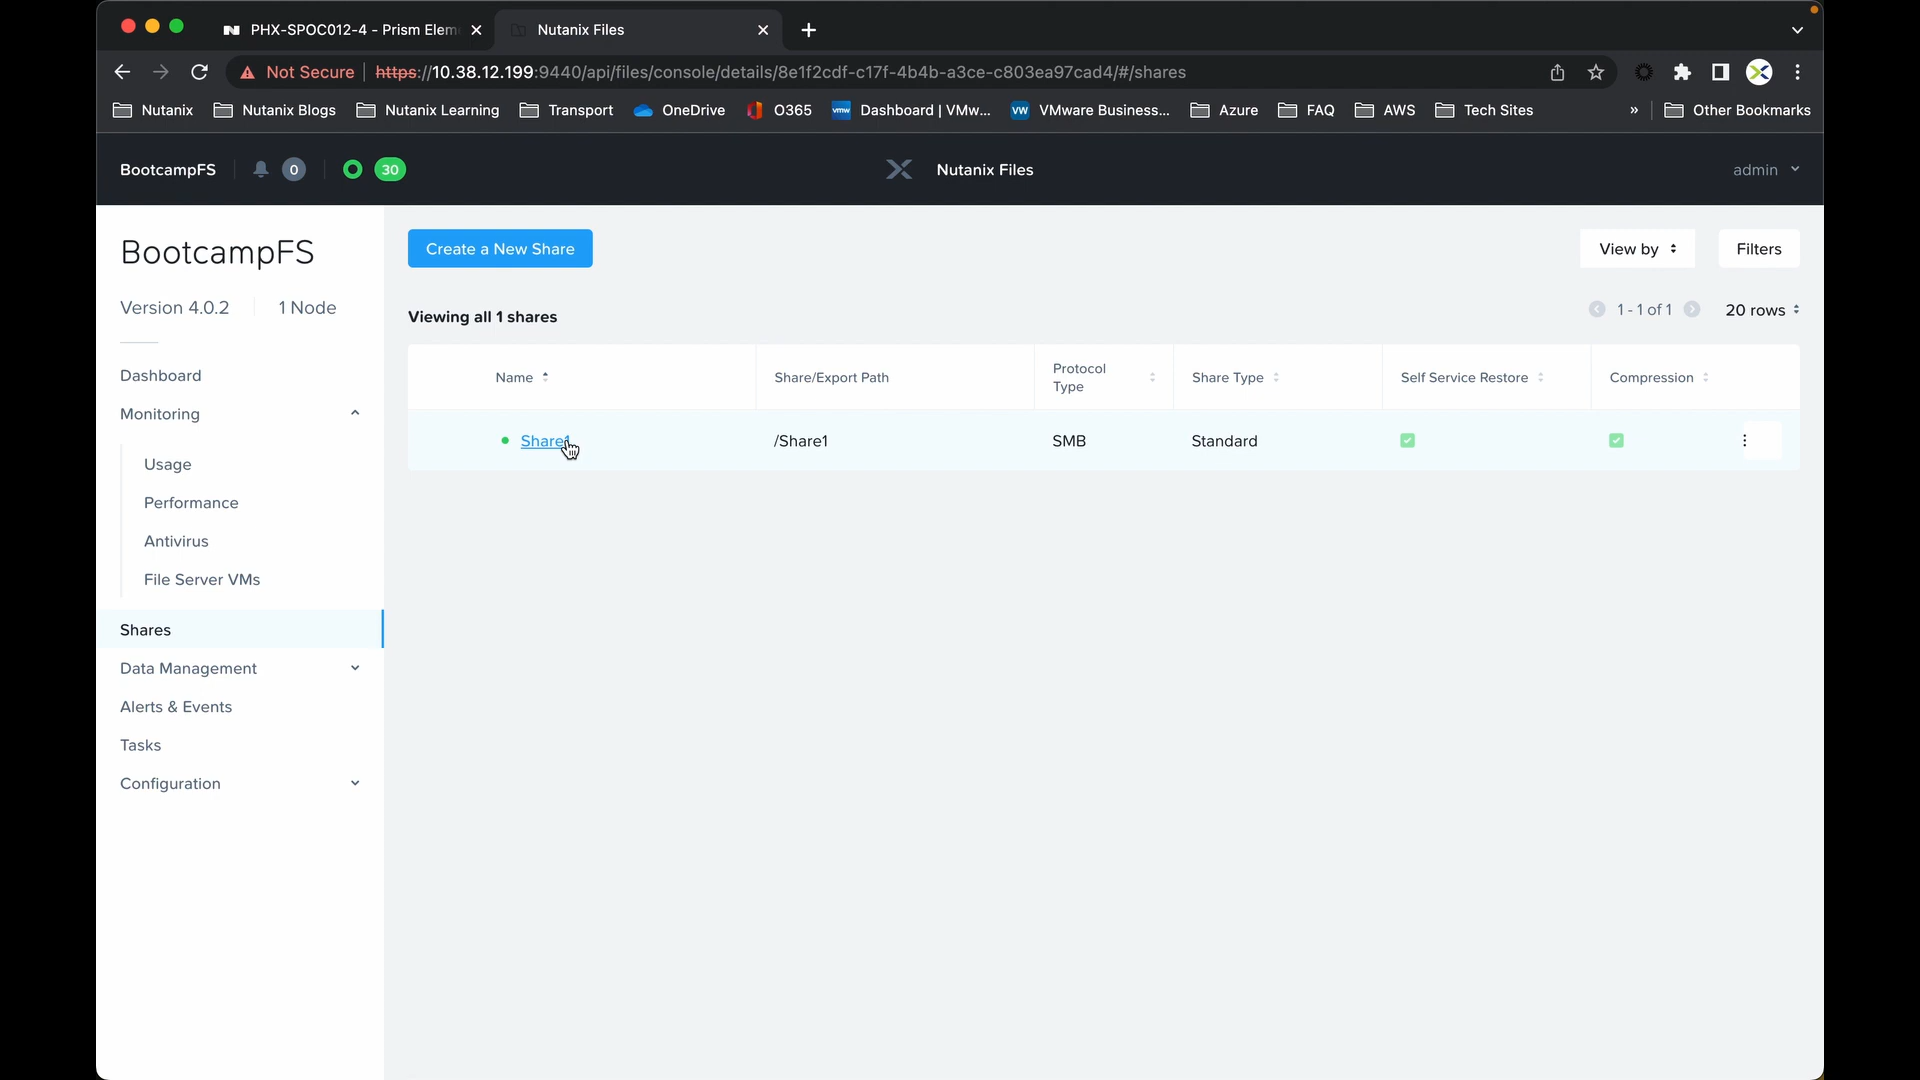 PHX-SPOC012-4 - Prism Elem
Nutanix Files
Not Secure
https://10.38.12.199:9440/api/files/console/details/8e1f2cdf-c17f-4b4b-a3ce-c803ea97cad4/#/shares
Nutanix
Nutanix Blogs
Nutanix Learning
Transport
OneDrive
O365
vmw
Dashboard | VMw...
VW
VMware Business...
Azure
FAQ
AWS
Tech Sites
»
Other Bookmarks
BootcampFS
0
30
Nutanix Files
admin
BootcampFS
Version 4.0.2
1 Node
Dashboard
Monitoring
Usage
Performance
Antivirus
File Server VMs
Shares
Data Management
Alerts & Events
Tasks
Configuration
Create a New Share
View by
Filters
Viewing all 1 shares
1 - 1 of 1
20 rows
Name
Share/Export Path
Protocol
Type
Share Type
Self Service Restore
Compression
Share1
/Share1
SMB
Standard